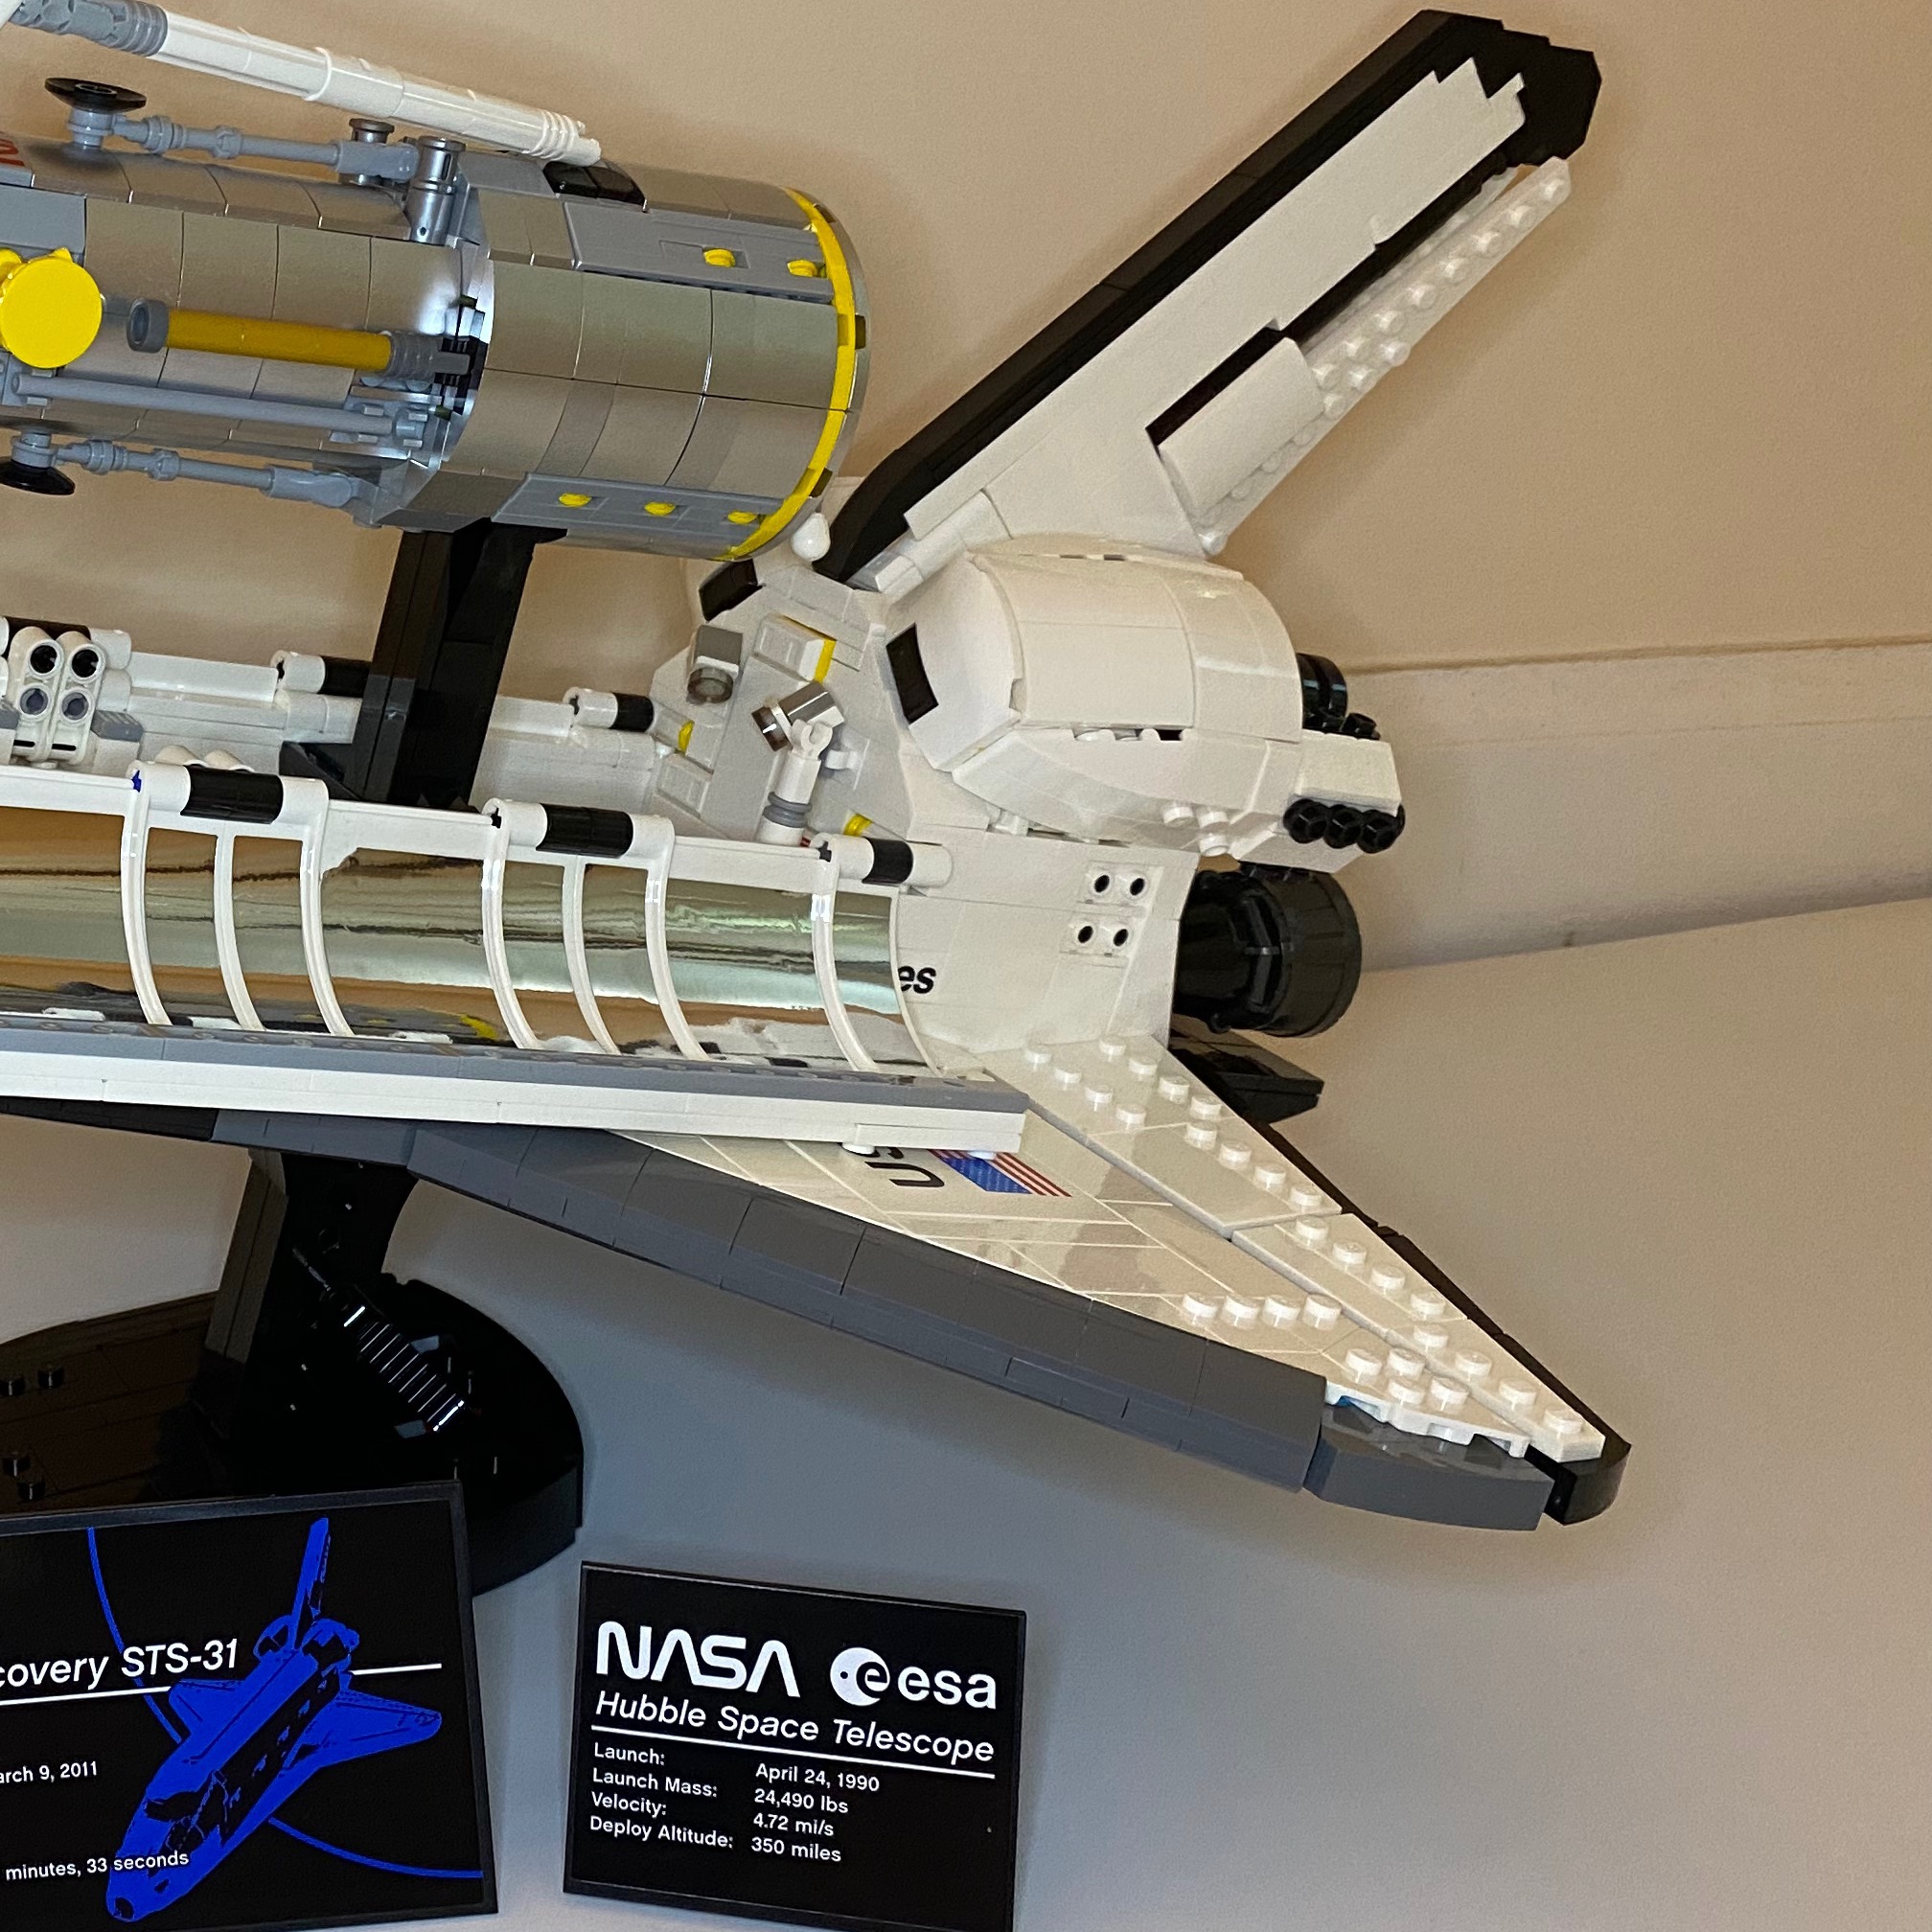 es
US
covery STS-31
arch 9, 2011
minutes, 33 seconds
NASA esa
Hubble Space Telescope
Launch: April 24, 1990
Launch Mass: 24,490 lbs
Velocity: 4.72 mi/s
Deploy Altitude: 350 miles